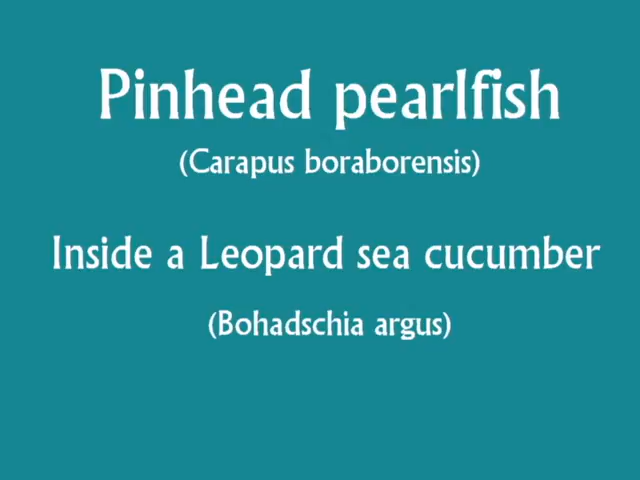 Pinhead pearlfish
(Carapus boraborensis)
Inside a Leopard sea cucumber
(Bohadschia argus)